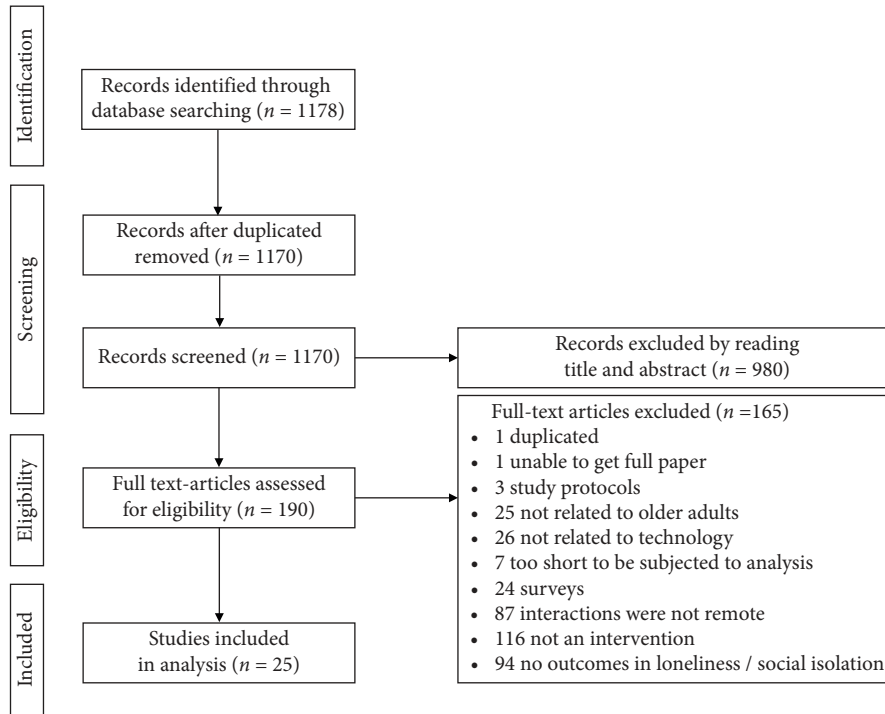 Identification
Records identified through
database searching (n = 1178)
Screening
Records after duplicated
removed (n = 1170)
Records screened (n = 1170)
Records excluded by reading
title and abstract (n = 980)
Eligibility
Full text-articles assessed
for eligibility (n = 190)
Full-text articles excluded (n =165)
• 1 duplicated
• 1 unable to get full paper
• 3 study protocols
• 25 not related to older adults
• 26 not related to technology
• 7 too short to be subjected to analysis
• 24 surveys
• 87 interactions were not remote
• 116 not an intervention
• 94 no outcomes in loneliness / social isolation
Included
Studies included
in analysis (n = 25)